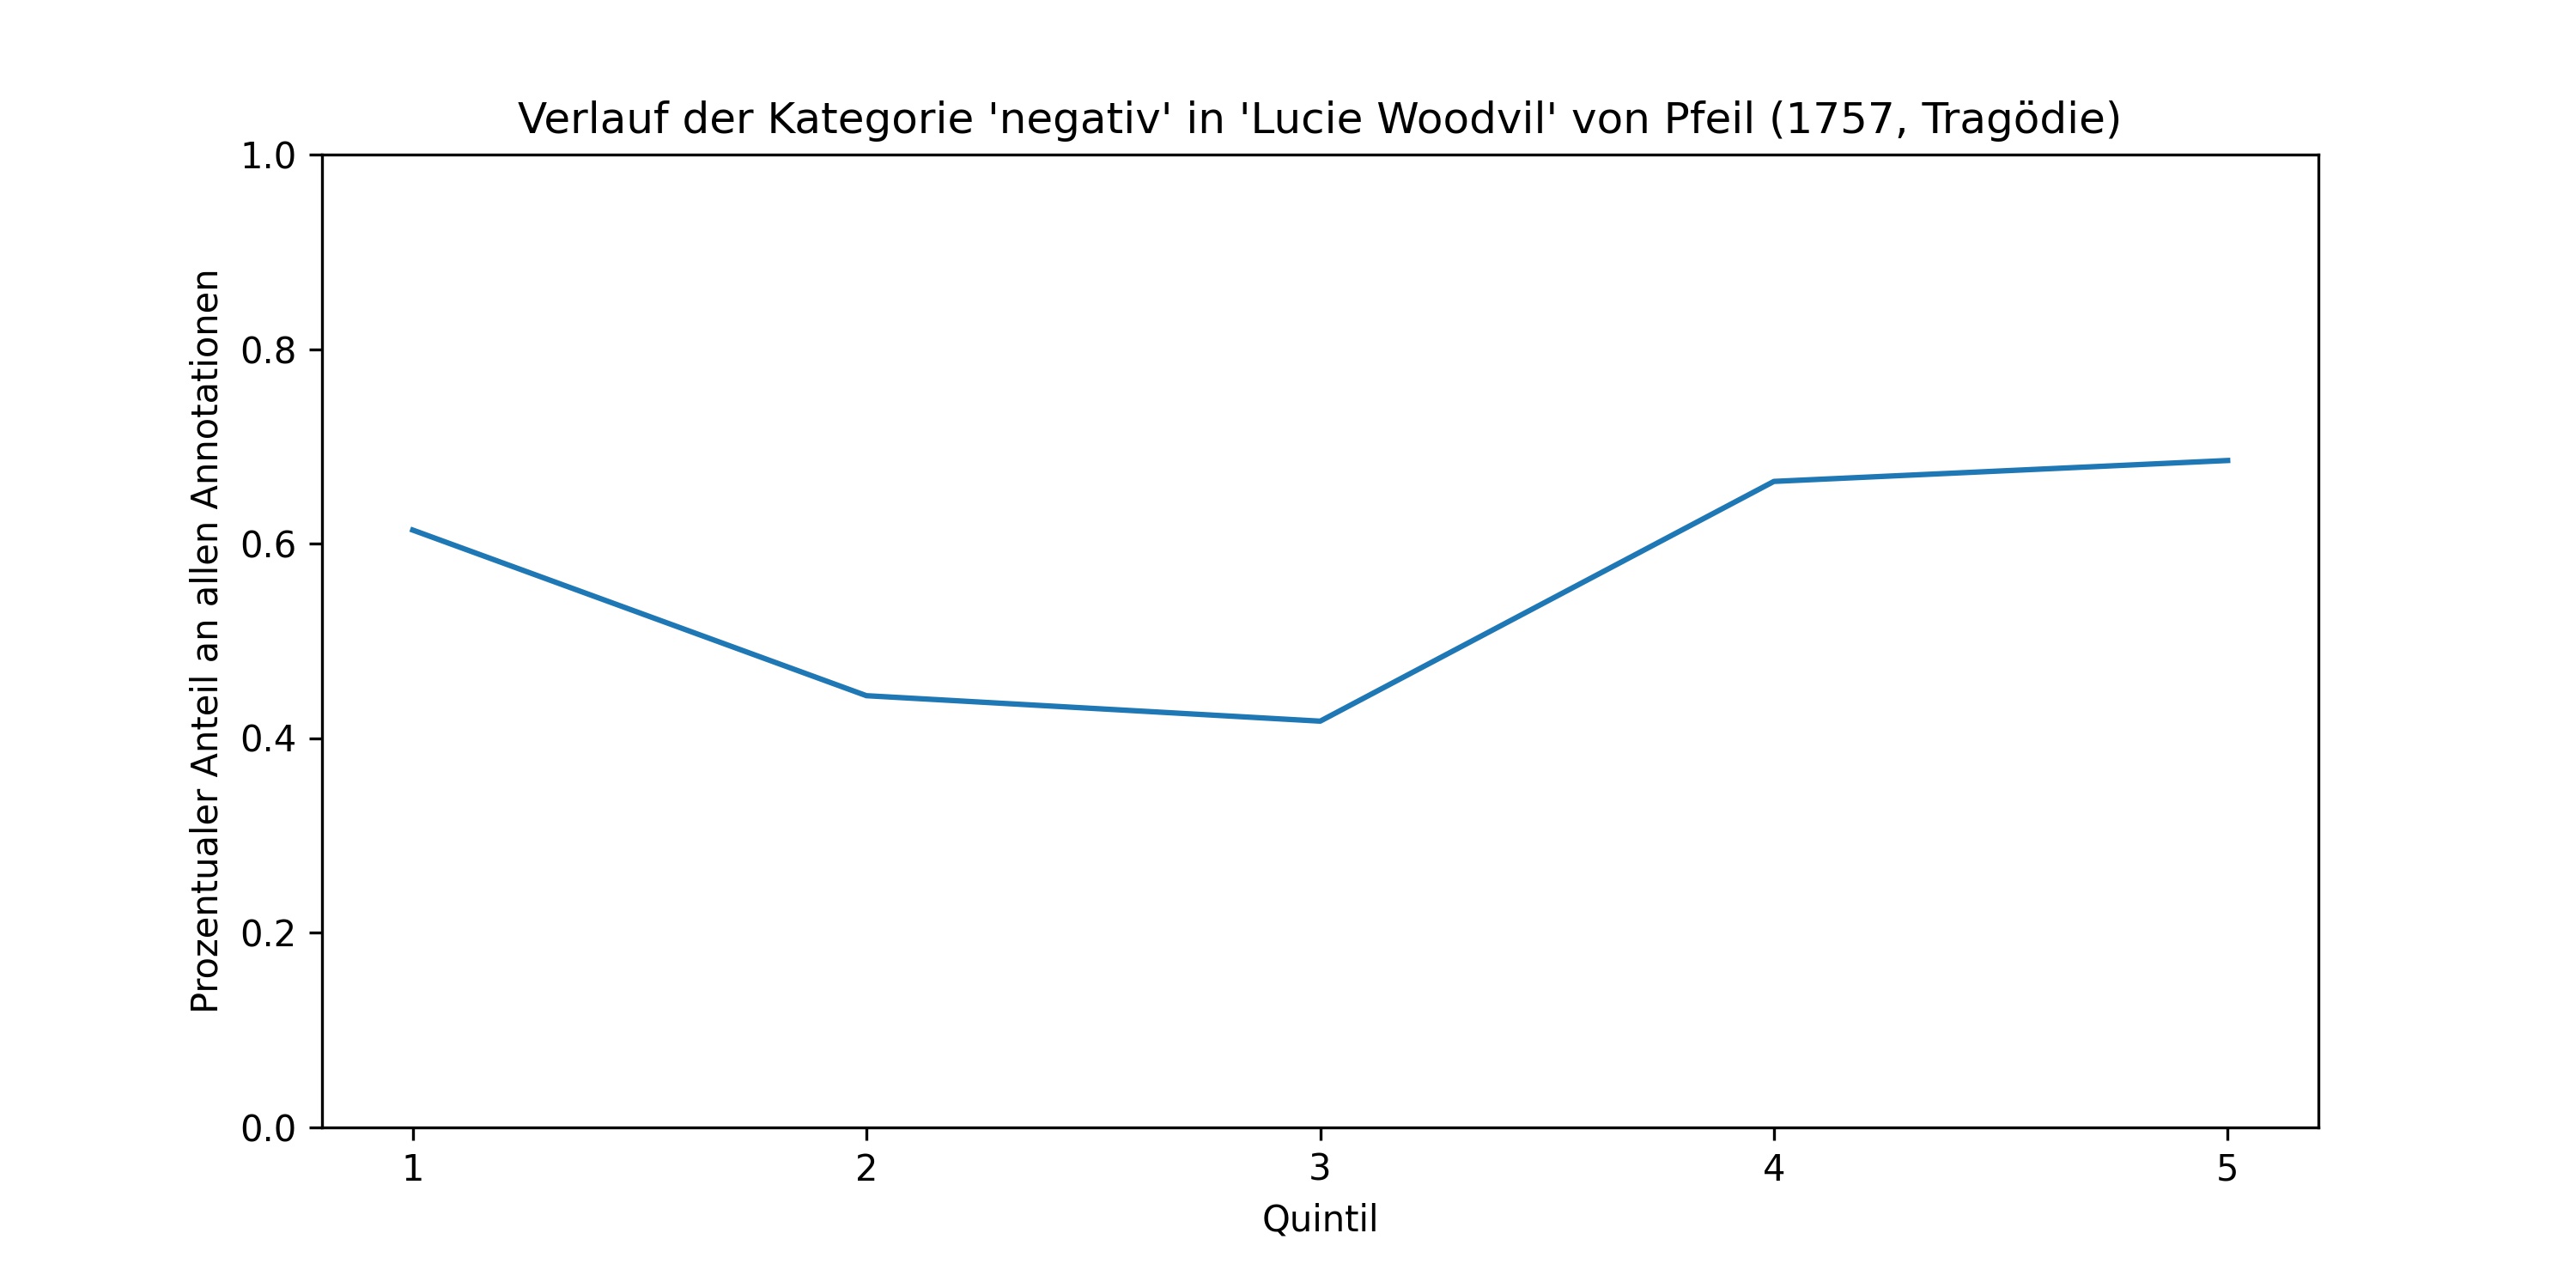 Verlauf der Kategorie 'negativ' in 'Lucie Woodvil' von Pfeil (1757, Tragödie)
Prozentualer Anteil an allen Annotationen
1.0
0.8
0.6
0.4
0.2
0.0
1 2 3 4 5
Quintil